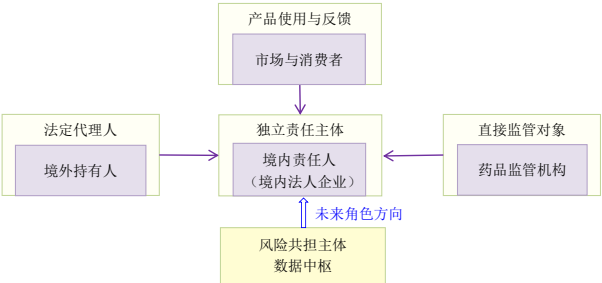 产品使用与反馈
市场与消费者
法定代理人
境外持有人
独立责任主体
境内责任人
（境内法人企业）
直接监管对象
药品监管机构
未来角色方向
风险共担主体
数据中枢